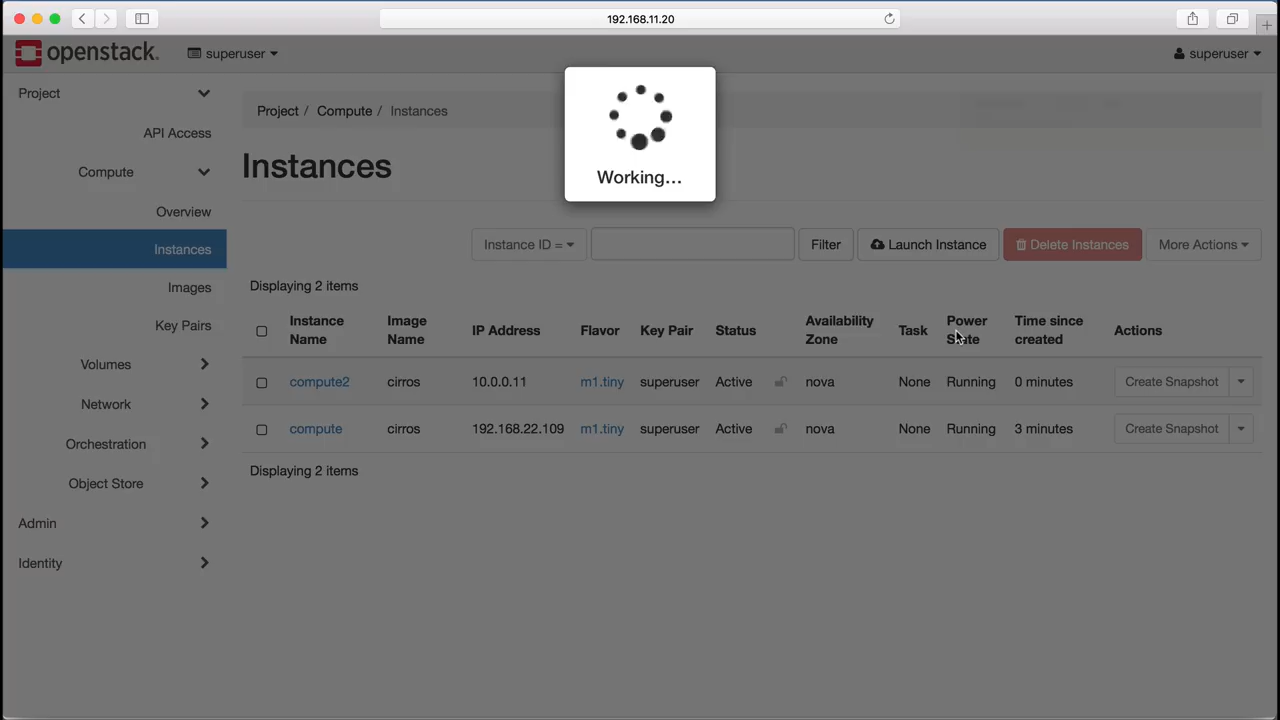 192.168.11.20
openstack.
superuser
superuser
Project
API Access
Compute
Overview
Instances
Images
Key Pairs
Volumes
Network
Orchestration
Object Store
Admin
Identity
Project / Compute / Instances
Working...
Instances
Instance ID =
Filter
Launch Instance
Delete Instances
More Actions
Displaying 2 items
Instance Name Image Name IP Address Flavor Key Pair Status Availability Zone Task Power State Time since created Actions
compute2 cirros 10.0.0.11 m1.tiny superuser Active nova None Running 0 minutes Create Snapshot
compute cirros 192.168.22.109 m1.tiny superuser Active nova None Running 3 minutes Create Snapshot
Displaying 2 items